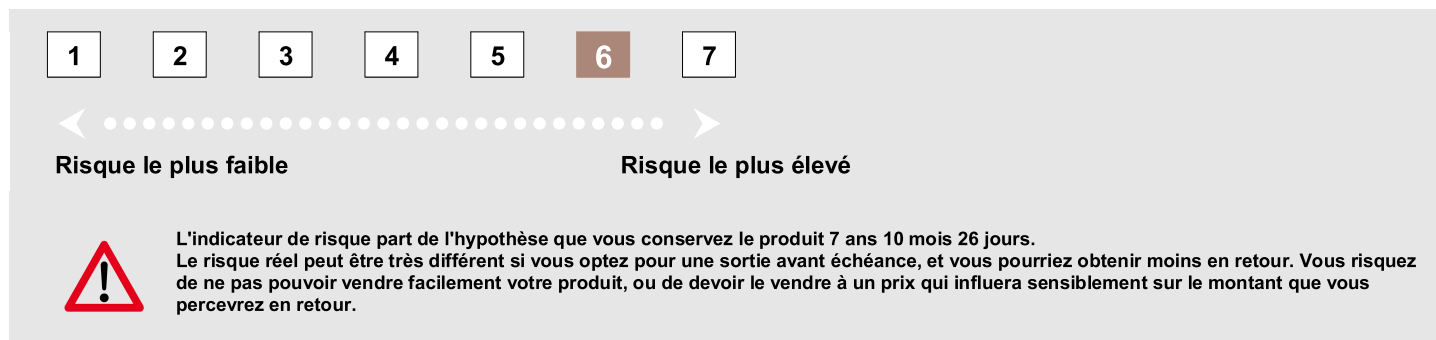 1 2 3 4 5 6 7
Risque le plus faible Risque le plus élevé
L'indicateur de risque part de l'hypothèse que vous conservez le produit 7 ans 10 mois 26 jours.
Le risque réel peut être très différent si vous optez pour une sortie avant échéance, et vous pourriez obtenir moins en retour. Vous risquez
de ne pas pouvoir vendre facilement votre produit, ou de devoir le vendre à un prix qui influera sensiblement sur le montant que vous
percevrez en retour.